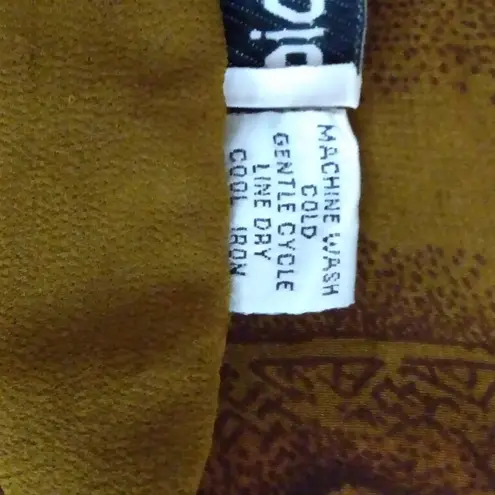 MACHINE WASH
COLD
GENTLE CYCLE
LINE DRY
COOL IRON